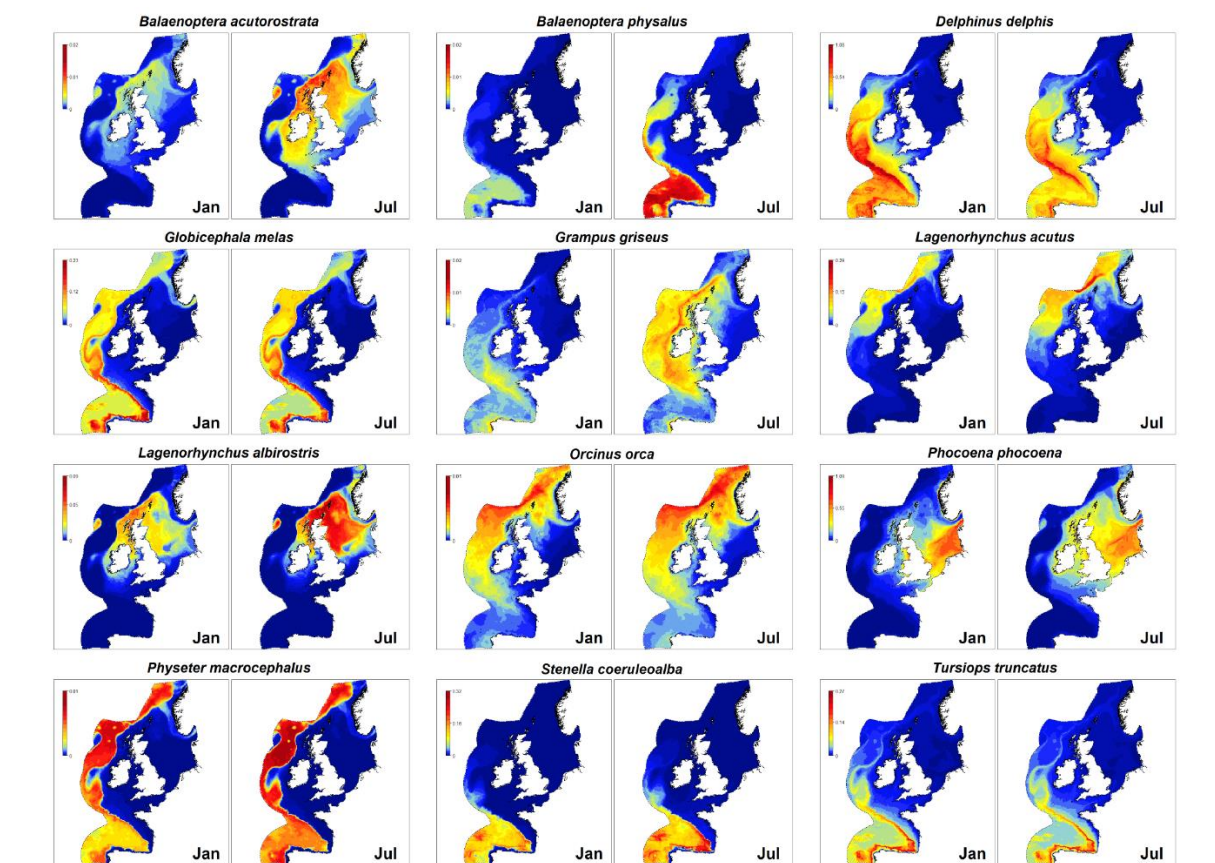 Balaenoptera acutorostrata
Balaenoptera physalus
Delphinus delphis
Jan
Jul
Jan
Jul
Jan
Jul
Globicephala melas
Grampus griseus
Lagenorhynchus acutus
Jan
Jul
Jan
Jul
Jan
Jul
Lagenorhynchus albirostris
Orcinus orca
Phocoena phocoena
Jan
Jul
Jan
Jul
Jan
Jul
Physeter macrocephalus
Stenella coeruleoalba
Tursiops truncatus
Jan
Jul
Jan
Jul
Jan
Jul